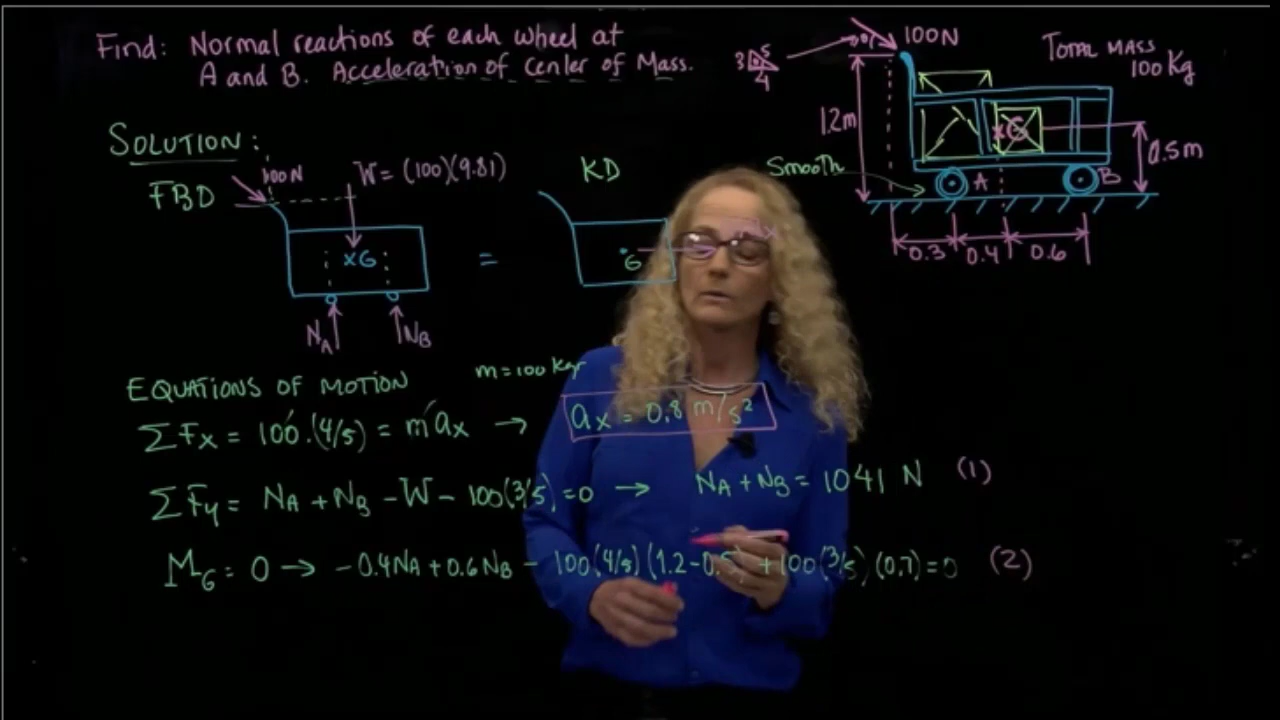 Find: Normal reactions of each wheel at
A and B. Acceleration of Center of Mass.
3 5
4
100N
TOTAL MASS
100 Kg
1.2m
G
0.5m
Smooth
A
B
0.3 0.4 0.6
SOLUTION:
FBD
100N
W = (100)(9.81)
xG
NA
NB
=
KD
G
EQUATIONS OF MOTION
m = 100 kgr
ΣFx = 100.(4/5) = m ax → ax = 0.8 m/s²
ΣFy = NA + NB - W - 100(3/5) = 0 → NA + NB = 1041 N (1)
MG = 0 → -0.4NA + 0.6NB - 100(4/5)(1.2-0.5) + 100(3/5)(0.7) = 0 (2)